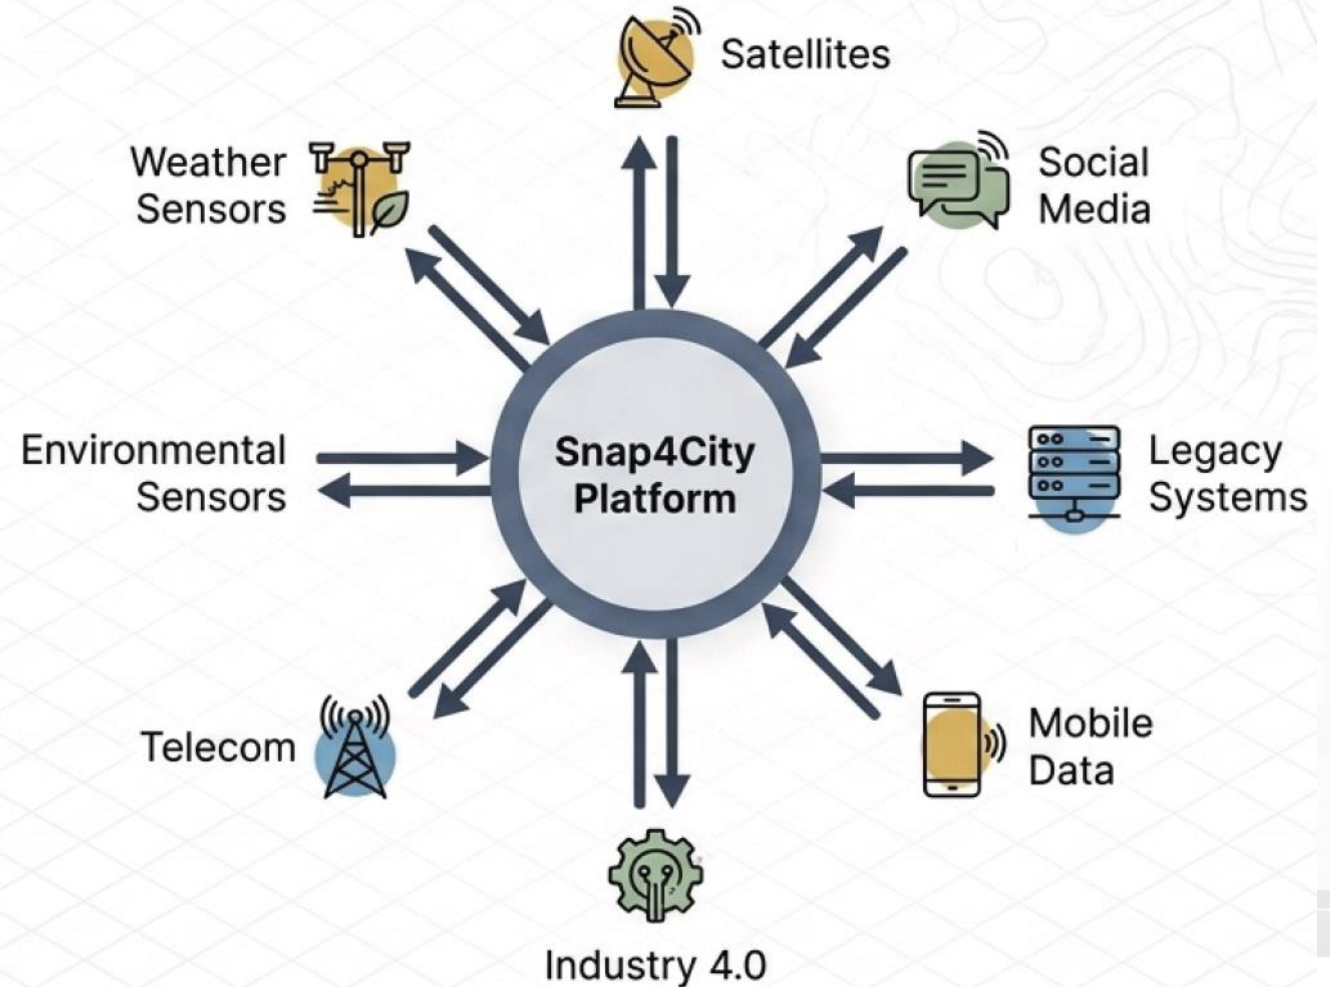 Satellites
Weather
Sensors
Social
Media
Environmental
Sensors
Snap4City
Platform
Legacy
Systems
Telecom
Mobile
Data
Industry 4.0